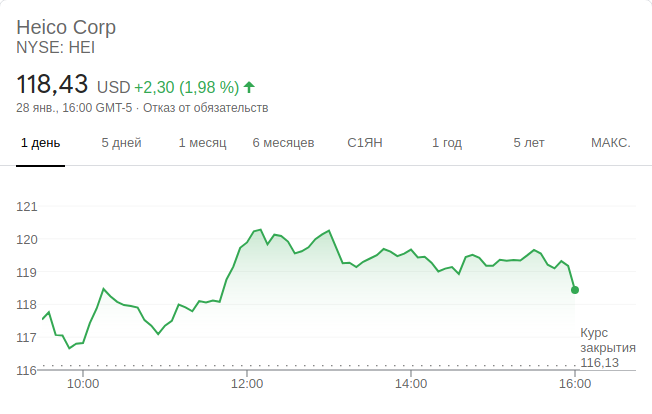 Heico Corp
NYSE: HEI
118,43 USD +2,30 (1,98 %)
28 янв., 16:00 GMT-5 · Отказ от обязательств
1 день 5 дней 1 месяц 6 месяцев С1ЯН 1 год 5 лет МАКС.
121
120
119
118
117
116
Курс
закрытия
116,13
10:00 12:00 14:00 16:00